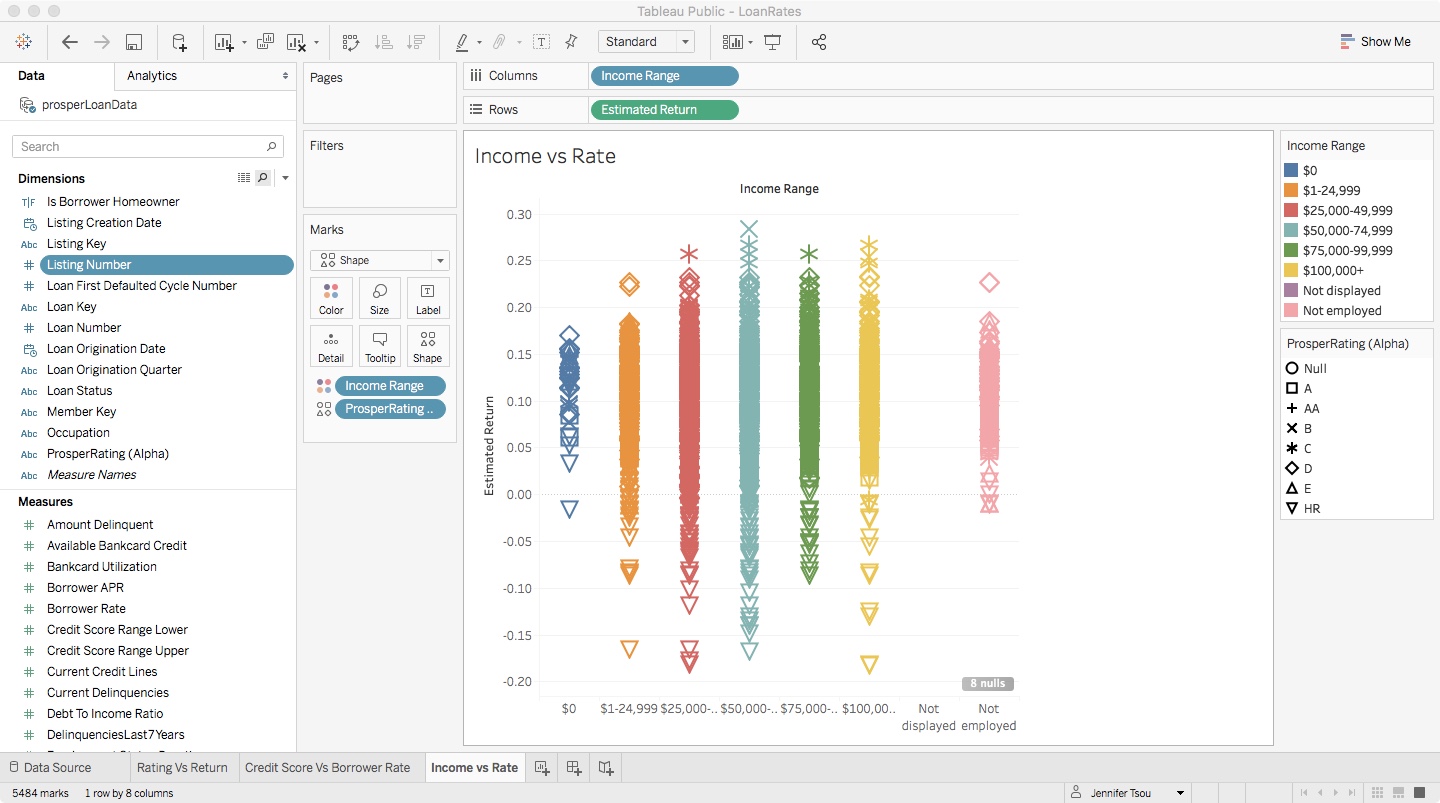 Tableau Public - LoanRates
Standard
Show Me
Data
Analytics
prosperLoanData
Search
Dimensions
T|F Is Borrower Homeowner
Listing Creation Date
Abc Listing Key
# Listing Number
# Loan First Defaulted Cycle Number
Abc Loan Key
# Loan Number
Loan Origination Date
Abc Loan Origination Quarter
Abc Loan Status
Abc Member Key
Abc Occupation
Abc ProsperRating (Alpha)
Abc Measure Names
Measures
# Amount Delinquent
# Available Bankcard Credit
# Bankcard Utilization
# Borrower APR
# Borrower Rate
# Credit Score Range Lower
# Credit Score Range Upper
# Current Credit Lines
# Current Delinquencies
# Debt To Income Ratio
# DelinquenciesLast7Years
Pages
Filters
Marks
Shape
Color
Size
Label
Detail
Tooltip
Shape
Income Range
ProsperRating ..
Columns
Income Range
Rows
Estimated Return
Income vs Rate
Income Range
Estimated Return
0.30
0.25
0.20
0.15
0.10
0.05
0.00
-0.05
-0.10
-0.15
-0.20
8 nulls
$0
$1-24,999
$25,000-..
$50,000-..
$75,000-..
$100,00..
Not
displayed
Not
employed
Income Range
$0
$1-24,999
$25,000-49,999
$50,000-74,999
$75,000-99,999
$100,000+
Not displayed
Not employed
ProsperRating (Alpha)
Null
A
AA
B
C
D
E
HR
Data Source
Rating Vs Return
Credit Score Vs Borrower Rate
Income vs Rate
5484 marks
1 row by 8 columns
Jennifer Tsou